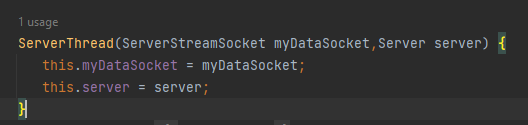 1 usage
ServerThread(ServerStreamSocket myDataSocket,Server server) {
this.myDataSocket = myDataSocket;
this.server = server;
}